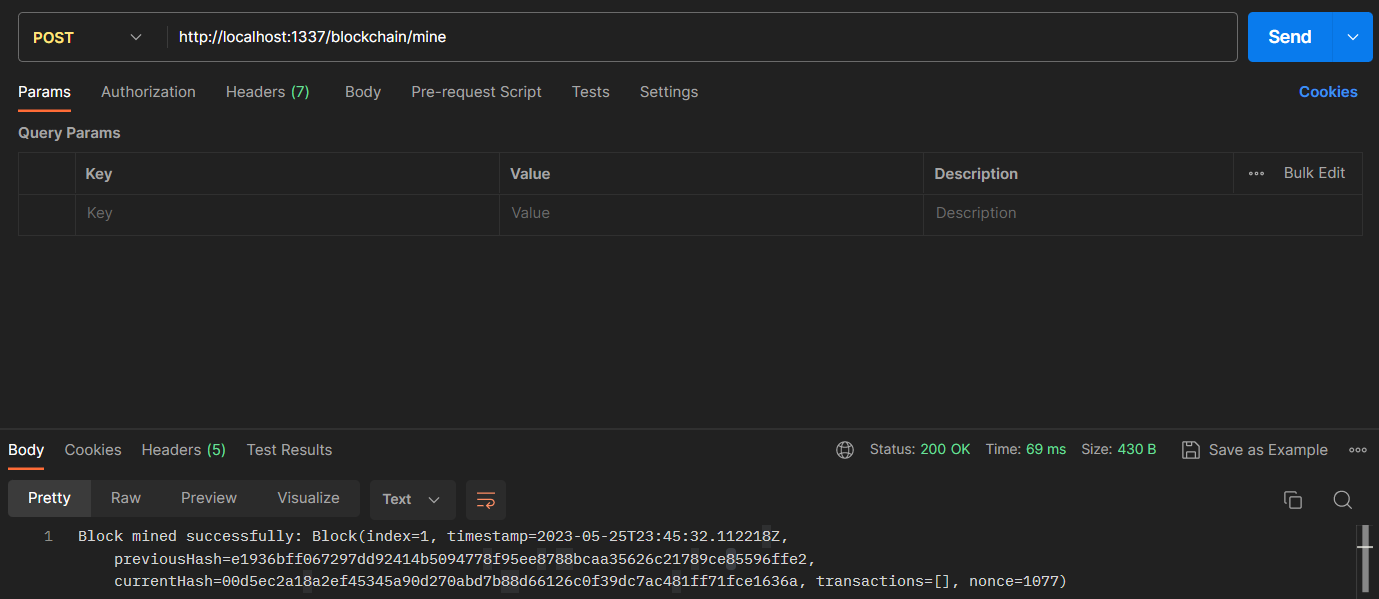 POST http://localhost:1337/blockchain/mine Send
Params Authorization Headers (7) Body Pre-request Script Tests Settings Cookies
Query Params
Key Value Description Bulk Edit
Key Value Description
Body Cookies Headers (5) Test Results Status: 200 OK Time: 69 ms Size: 430 B Save as Example
Pretty Raw Preview Visualize Text
1 Block mined successfully: Block(index=1, timestamp=2023-05-25T23:45:32.112218Z,
previousHash=e1936bff067297dd92414b5094778f95ee8788bcaa35626c21789ce85596ffe2,
currentHash=00d5ec2a18a2ef45345a90d270abd7b88d66126c0f39dc7ac481ff71fce1636a, transactions=[], nonce=1077)